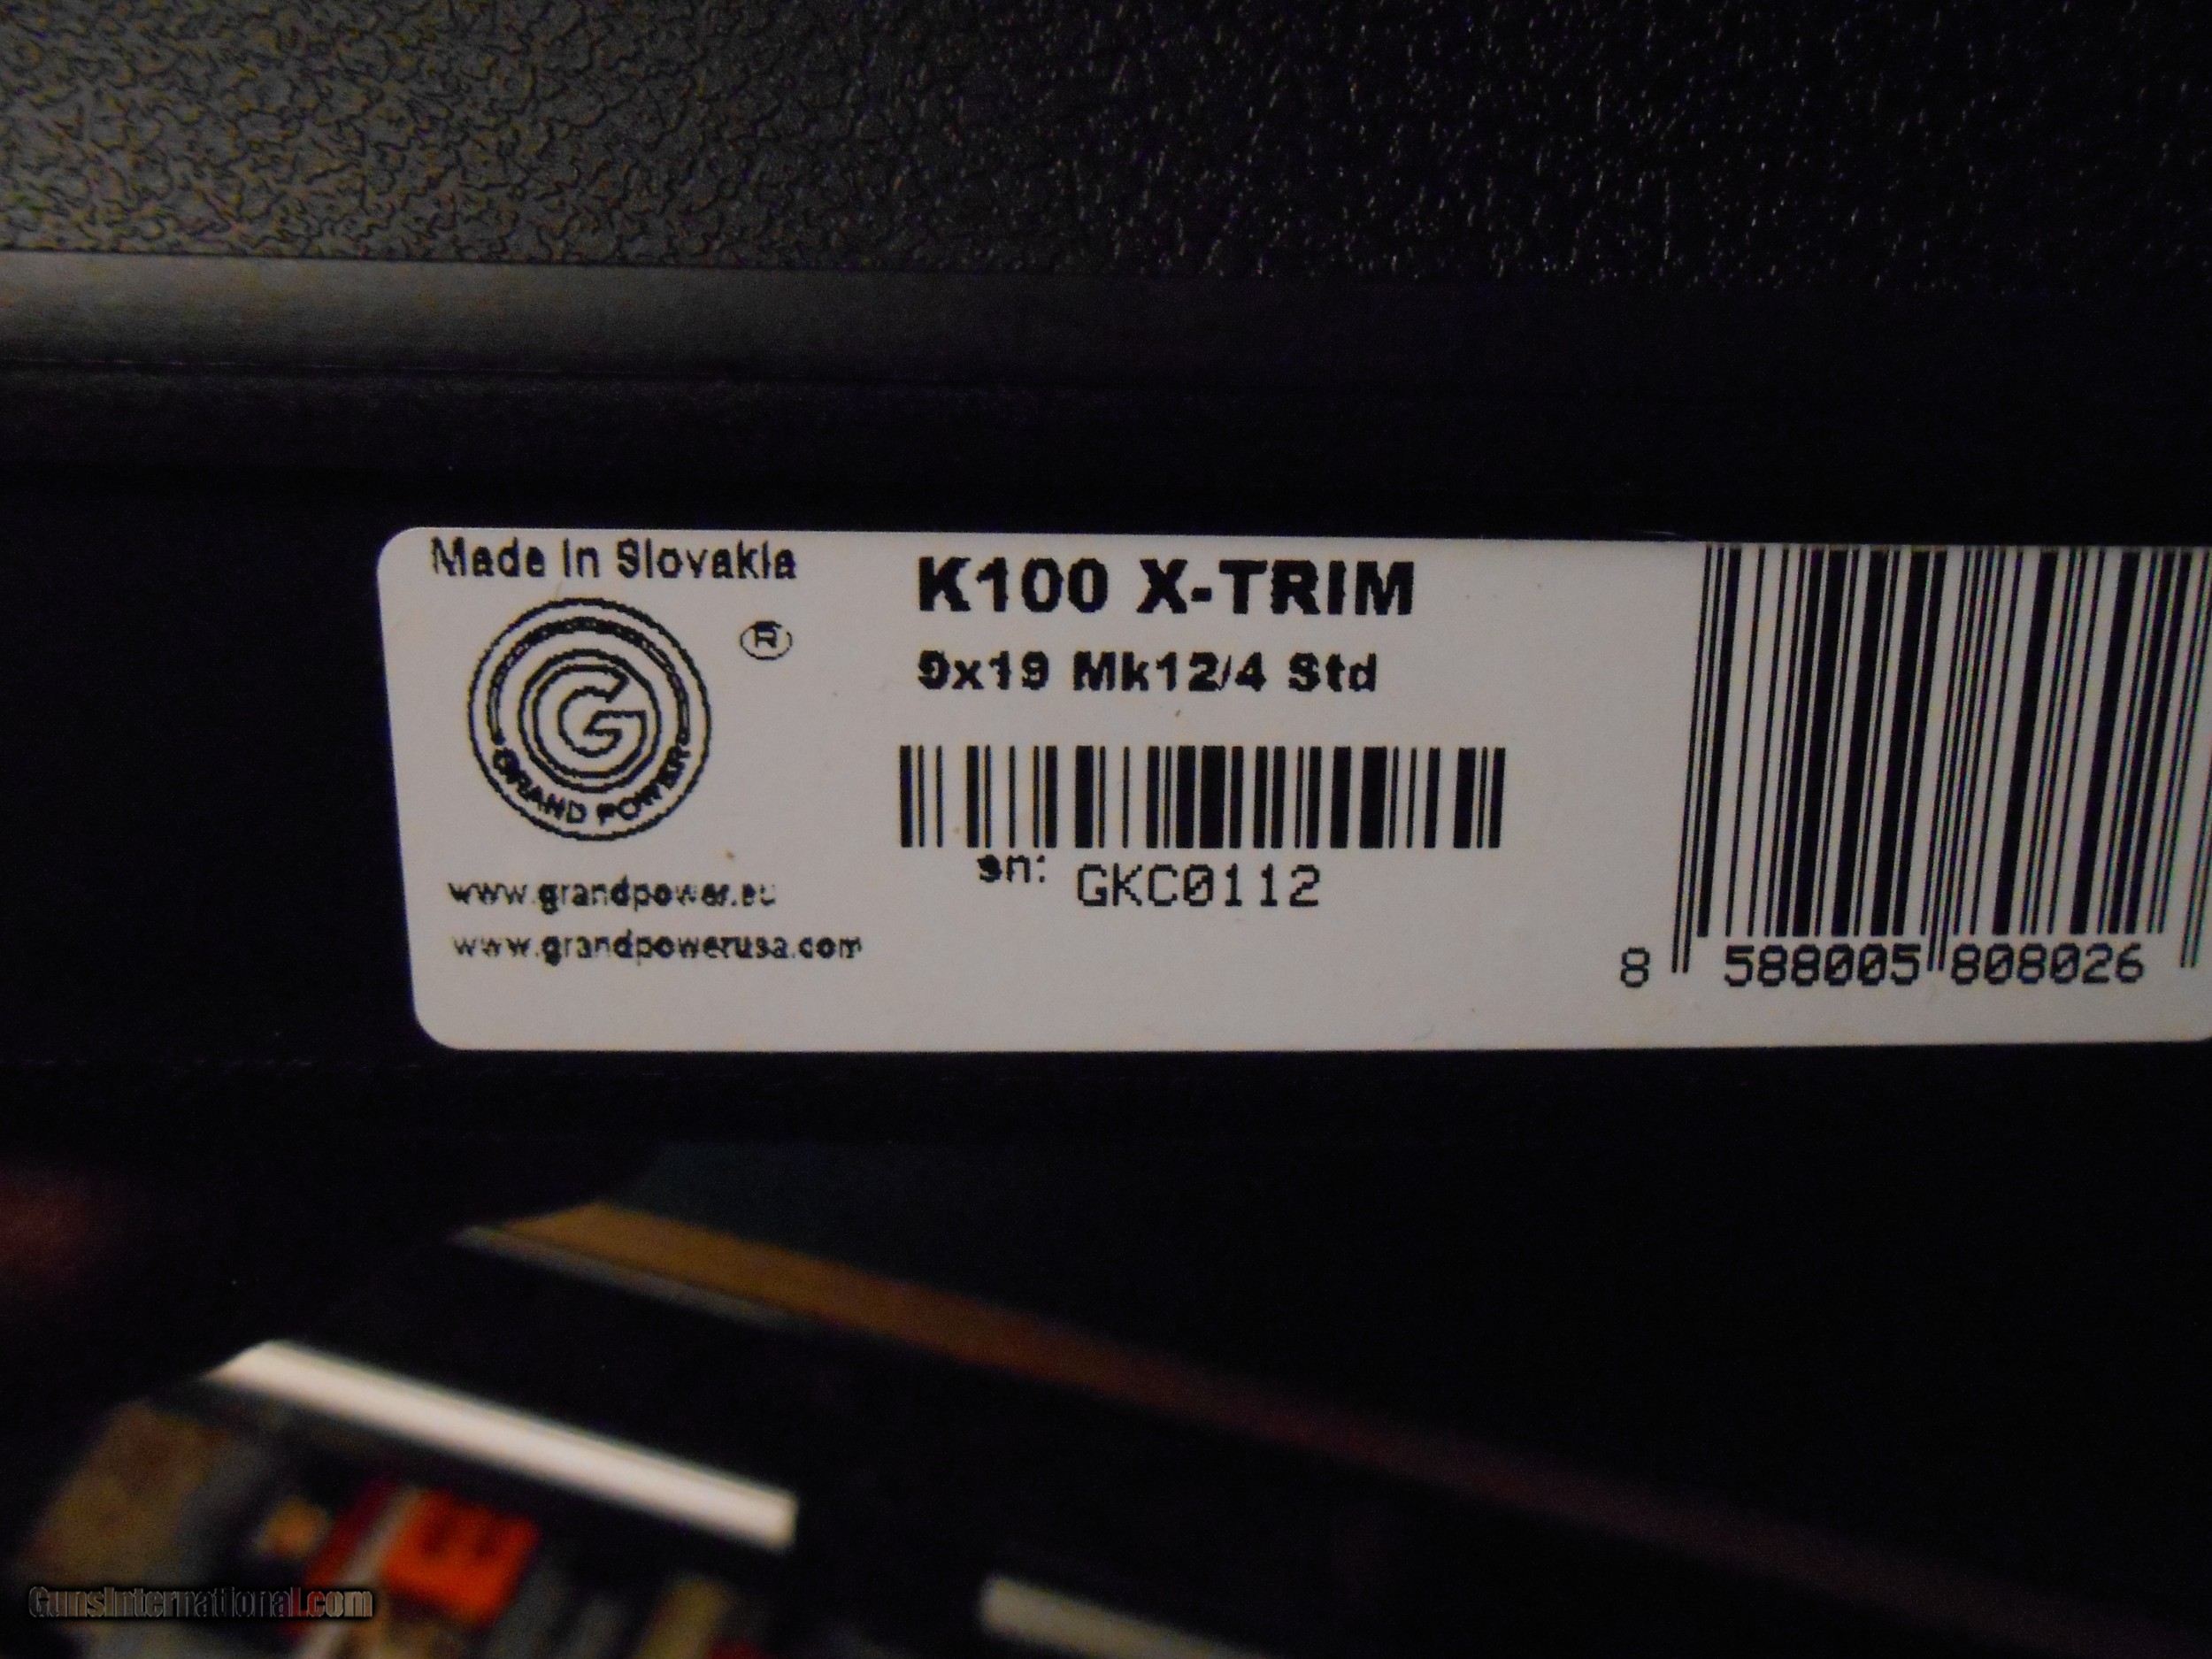 Made In Slovakia
®
G
GRAND POWER
www.grandpower.eu
www.grandpowerusa.com
K100 X-TRIM
9x19 Mk12/4 Std
sn: GKC0112
8 588005 808026
GunsInternational.com